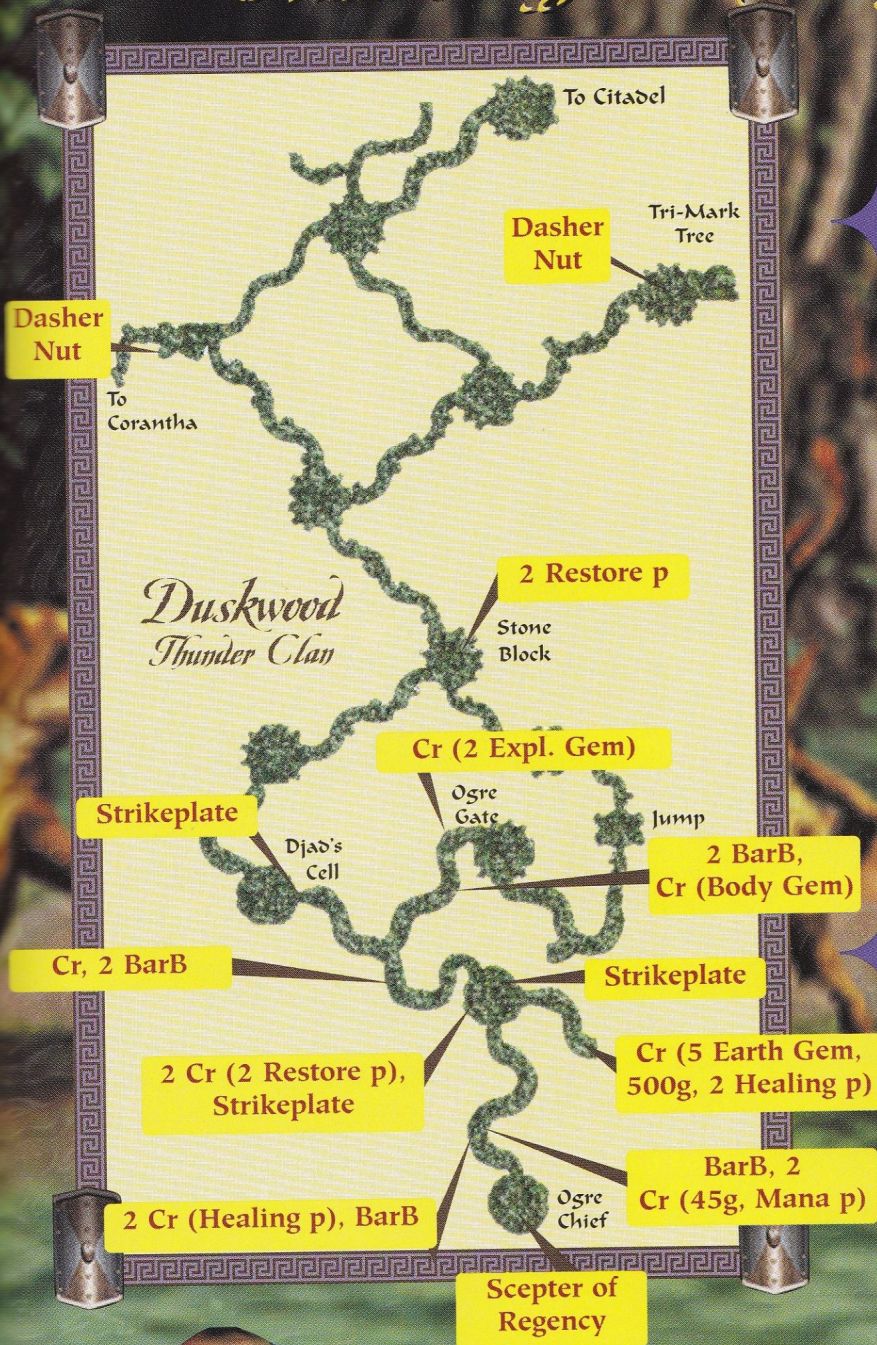 To Citadel
Tri-Mark
Tree
Dasher
Nut
Dasher
Nut
To
Corantha
2 Restore p
Duskwood
Thunder Clan
Stone
Block
Cr (2 Expl. Gem)
Ogre
Gate
Strikeplate
Jump
Djad's
Cell
2 BarB,
Cr (Body Gem)
Cr, 2 BarB
Strikeplate
Cr (5 Earth Gem,
500g, 2 Healing p)
2 Cr (2 Restore p),
Strikeplate
BarB, 2
Cr (45g, Mana p)
2 Cr (Healing p), BarB
Ogre
Chief
Scepter of
Regency